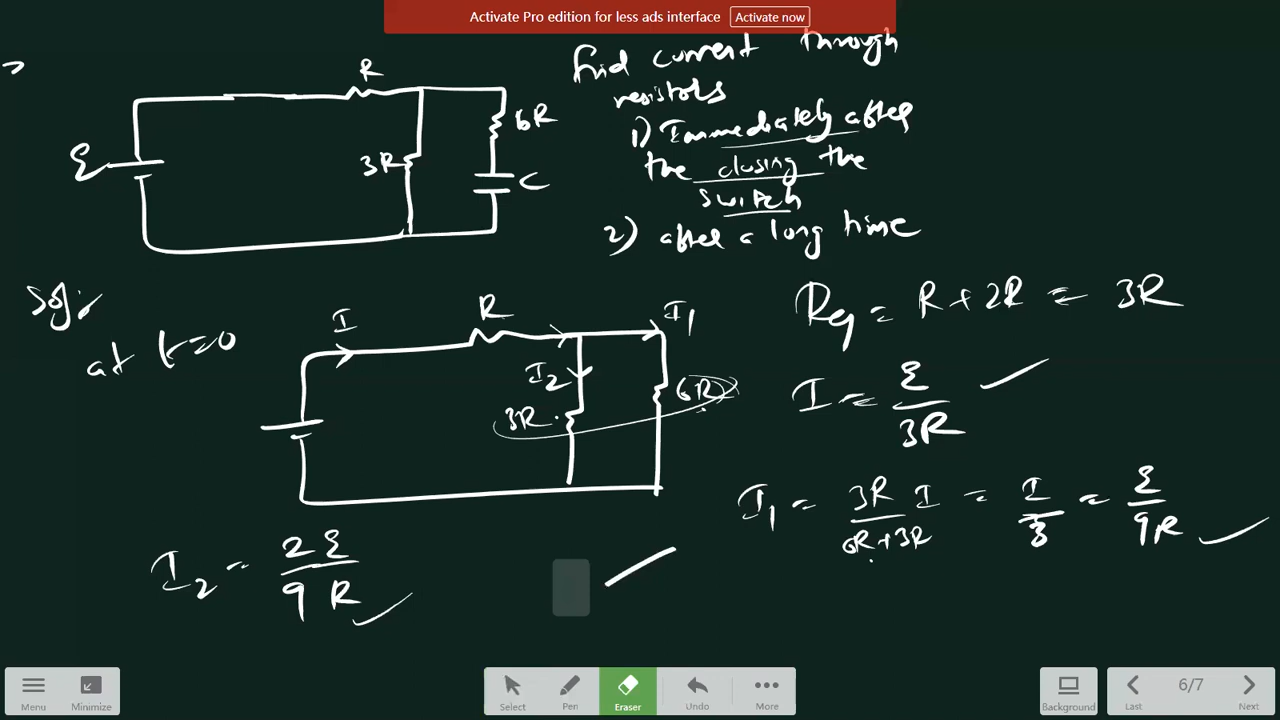 Activate Pro edition for less ads interface Activate now
find current through
resistors
1) Immediately after
the closing the
switch
2) after a long time
R
6R
3R
C
Ɛ
Soln
at t=0
I
R
I1
I2
3R
6R
Req = R + 2R = 3R
I = Ɛ/3R
I1 = 3R/(6R+3R) I = I/3 = Ɛ/9R
I2 = 2Ɛ/9R
Menu
Minimize
Select
Pen
Eraser
Undo
More
Background
Last
6/7
Next